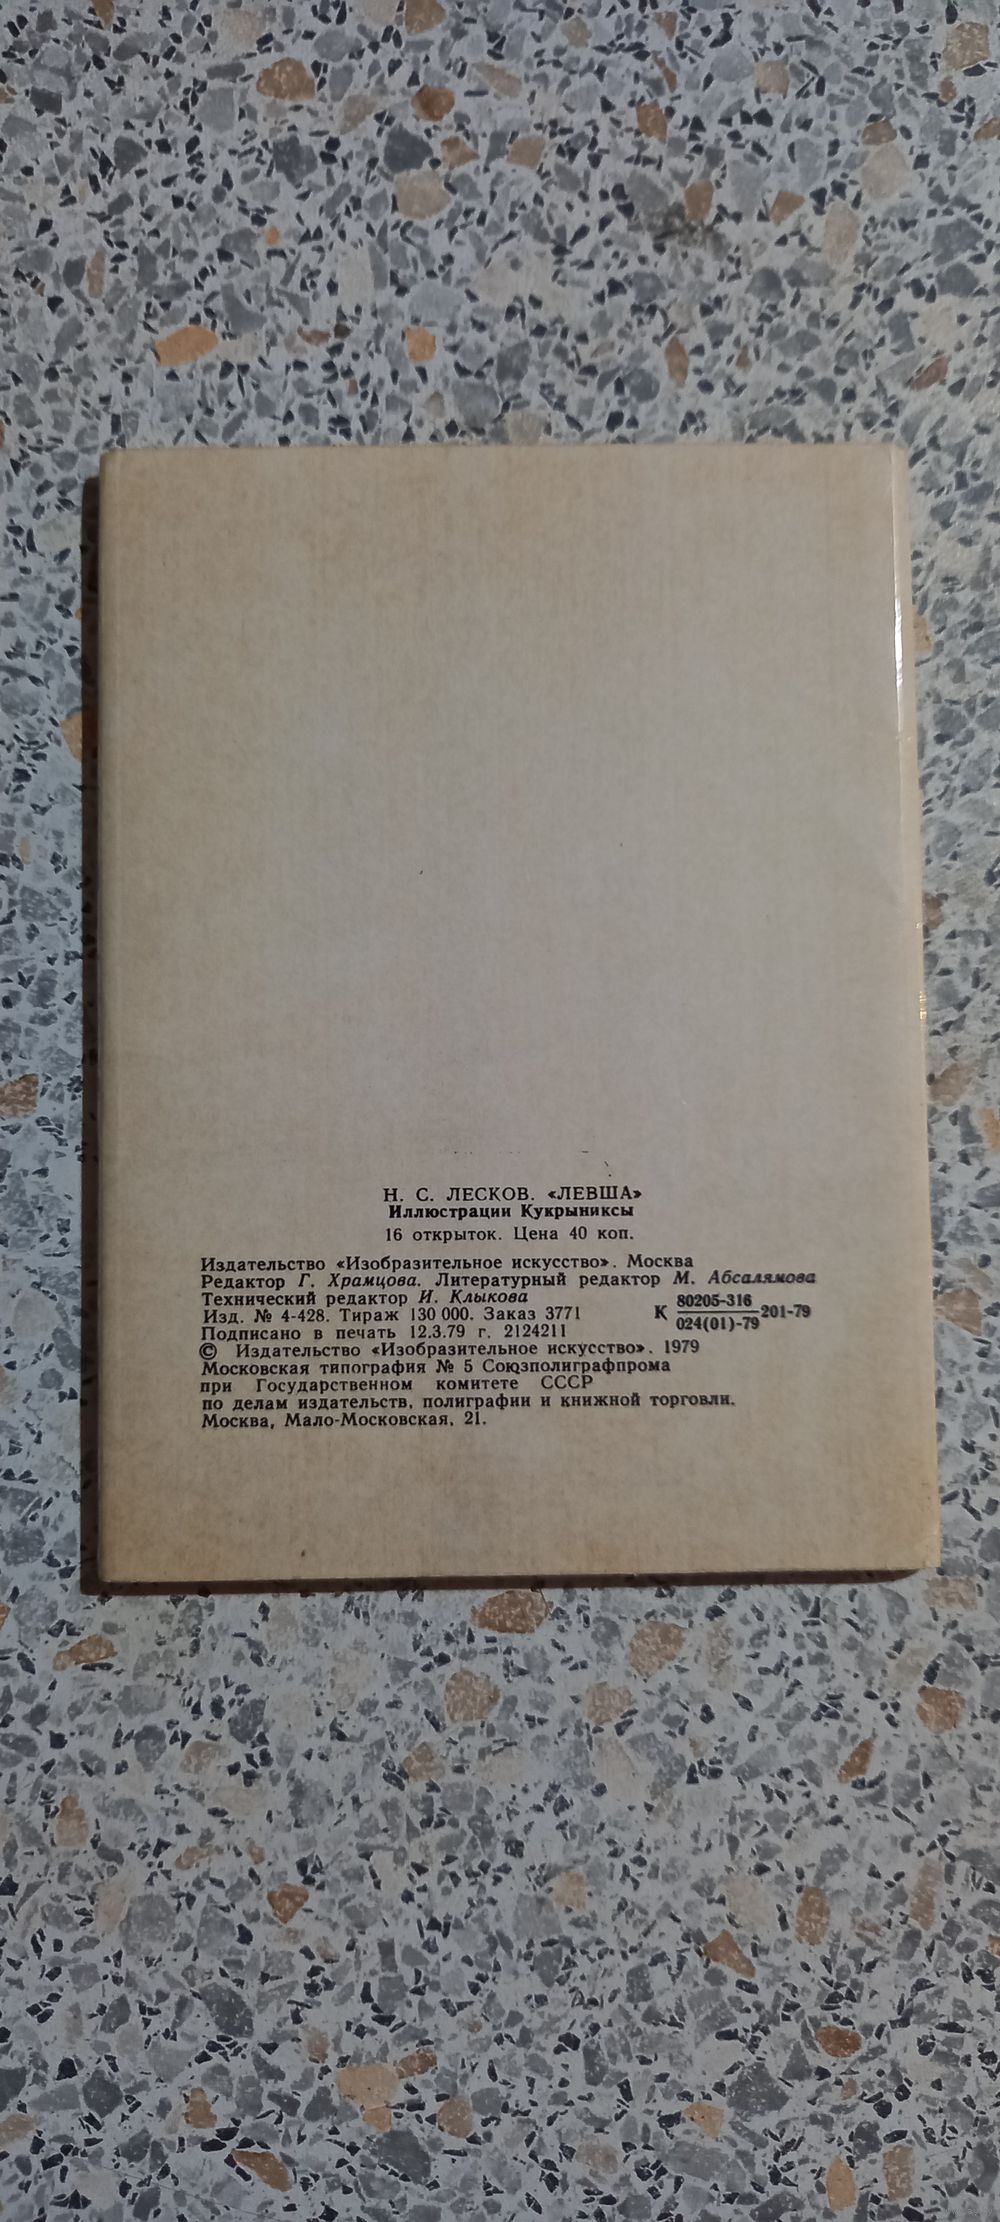 Н. С. ЛЕСКОВ. «ЛЕВША»
Иллюстрации Кукрыниксы
16 открыток. Цена 40 коп.
Издательство «Изобразительное искусство». Москва
Редактор Г. Храмцова. Литературный редактор М. Абсалямова
Технический редактор И. Клыкова
Изд. № 4-428. Тираж 130 000. Заказ 3771
Подписано в печать 12.3.79 г. 2124211
К 80205-316
024(01)-79 201-79
© Издательство «Изобразительное искусство». 1979
Московская типография № 5 Союзполиграфпрома
при Государственном комитете СССР
по делам издательств, полиграфии и книжной торговли.
Москва, Мало-Московская, 21.